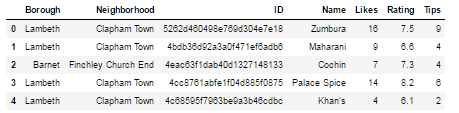 Borough Neighborhood ID Name Likes Rating Tips
0 Lambeth Clapham Town 5262d460498e769d304e7e18 Zumbura 16 7.5 9
1 Lambeth Clapham Town 4bdb36d92a3a0f471ef6adb6 Maharani 9 6.6 4
2 Barnet Finchley Church End 4eac63f1dab40d1327148133 Cochin 7 7.3 4
3 Lambeth Clapham Town 4cc8761abfe1f04d885f0875 Palace Spice 14 8.2 6
4 Lambeth Clapham Town 4c68595f7963be9a3b46cdbc Khan's 4 6.1 2